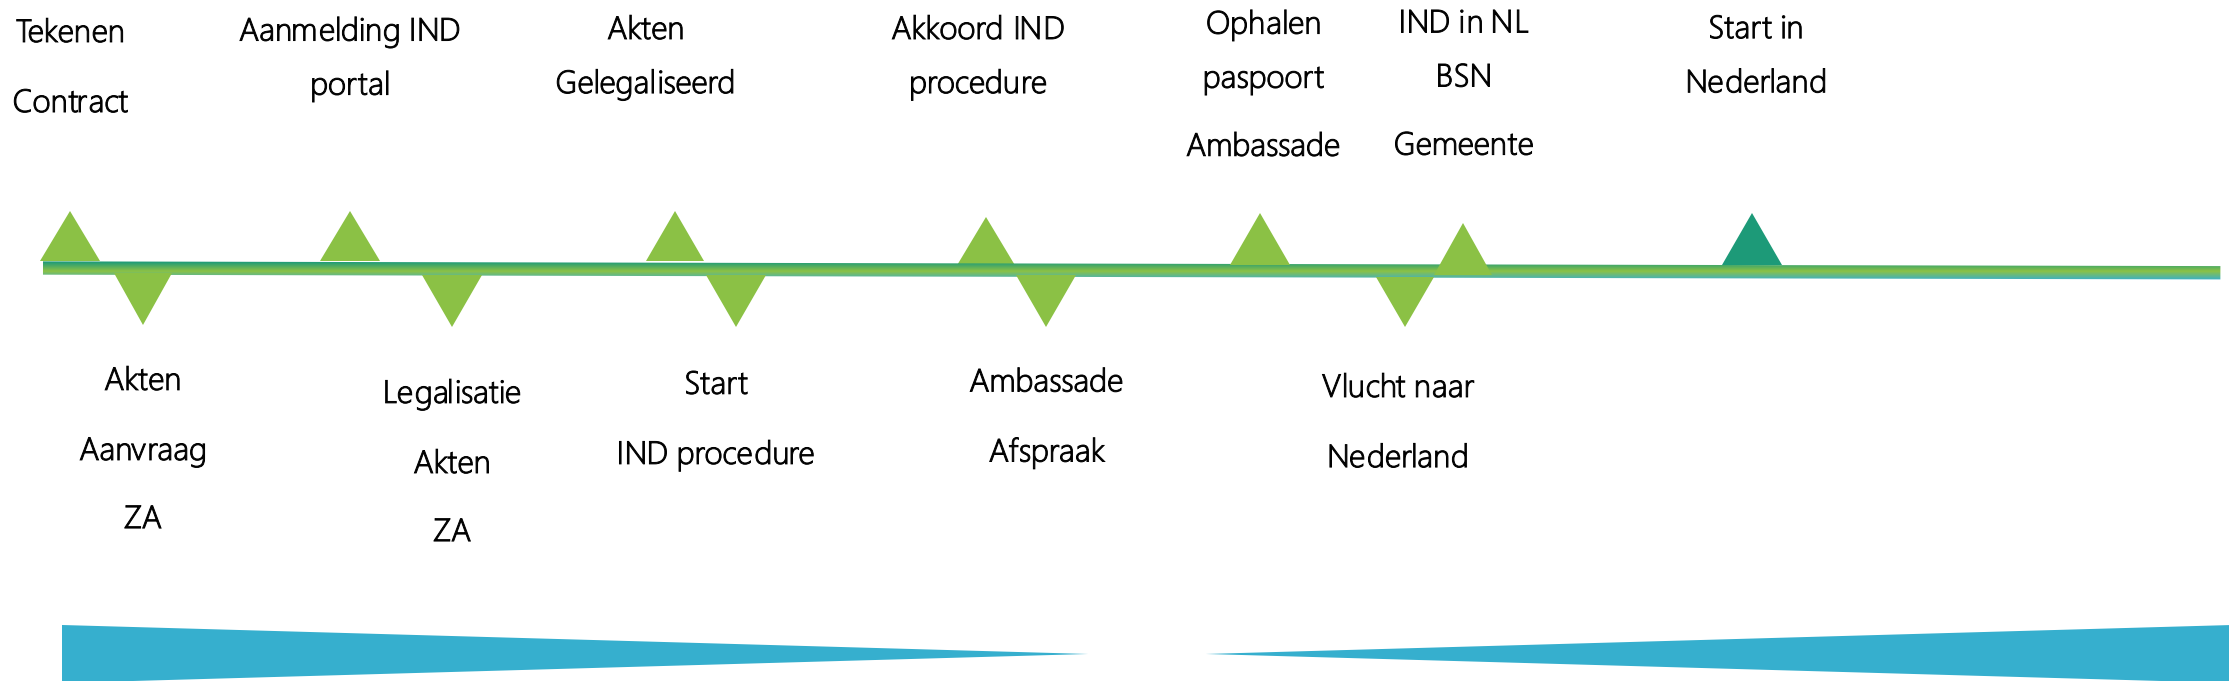 Tekenen
Contract
Aanmelding IND
portal
Akten
Gelegaliseerd
Akkoord IND
procedure
Ophalen
paspoort
Ambassade
IND in NL
BSN
Gemeente
Start in
Nederland
Akten
Aanvraag
ZA
Legalisatie
Akten
ZA
Start
IND procedure
Ambassade
Afspraak
Vlucht naar
Nederland